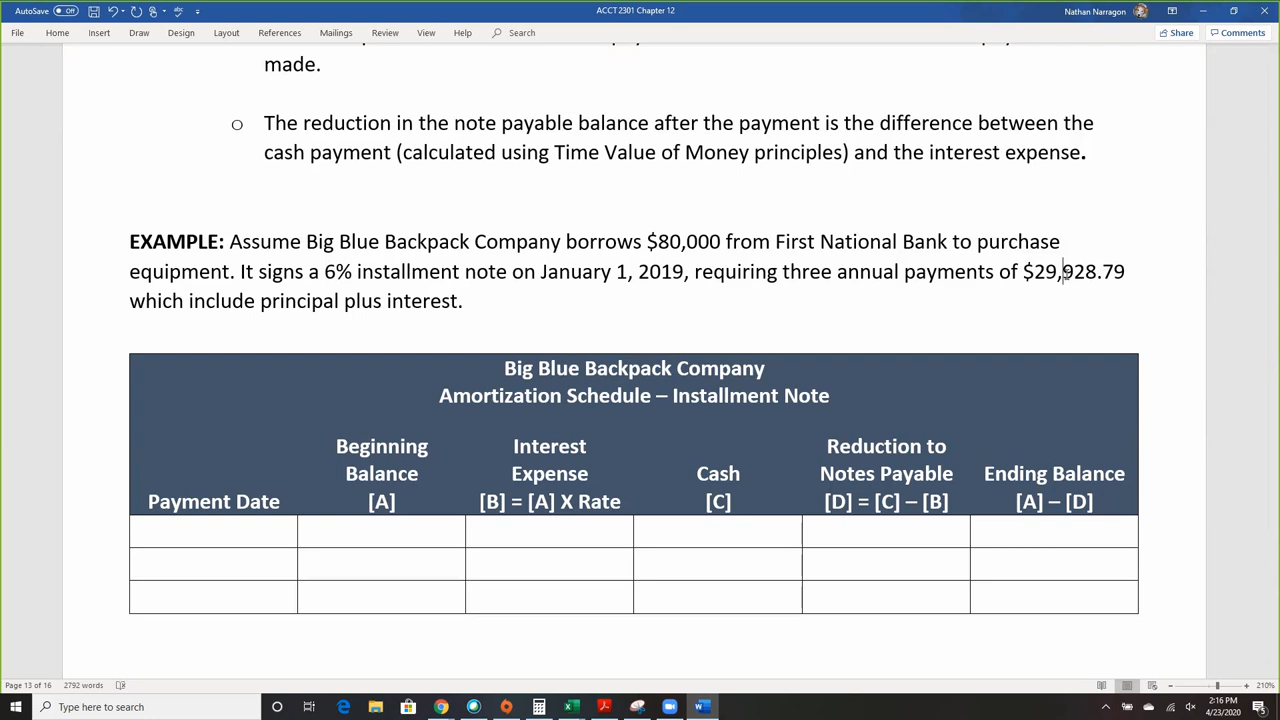 AutoSave Off
ACCT 2301 Chapter 12
Nathan Narragon
File Home Insert Draw Design Layout References Mailings Review View Help Search Share Comments
made.
o The reduction in the note payable balance after the payment is the difference between the
cash payment (calculated using Time Value of Money principles) and the interest expense.
EXAMPLE: Assume Big Blue Backpack Company borrows $80,000 from First National Bank to purchase
equipment. It signs a 6% installment note on January 1, 2019, requiring three annual payments of $29,928.79
which include principal plus interest.
Big Blue Backpack Company
Amortization Schedule – Installment Note
Payment Date
Beginning
Balance
[A]
Interest
Expense
[B] = [A] X Rate
Cash
[C]
Reduction to
Notes Payable
[D] = [C] – [B]
Ending Balance
[A] – [D]
Page 13 of 16 2792 words 210%
Type here to search
2:16 PM
4/23/2020